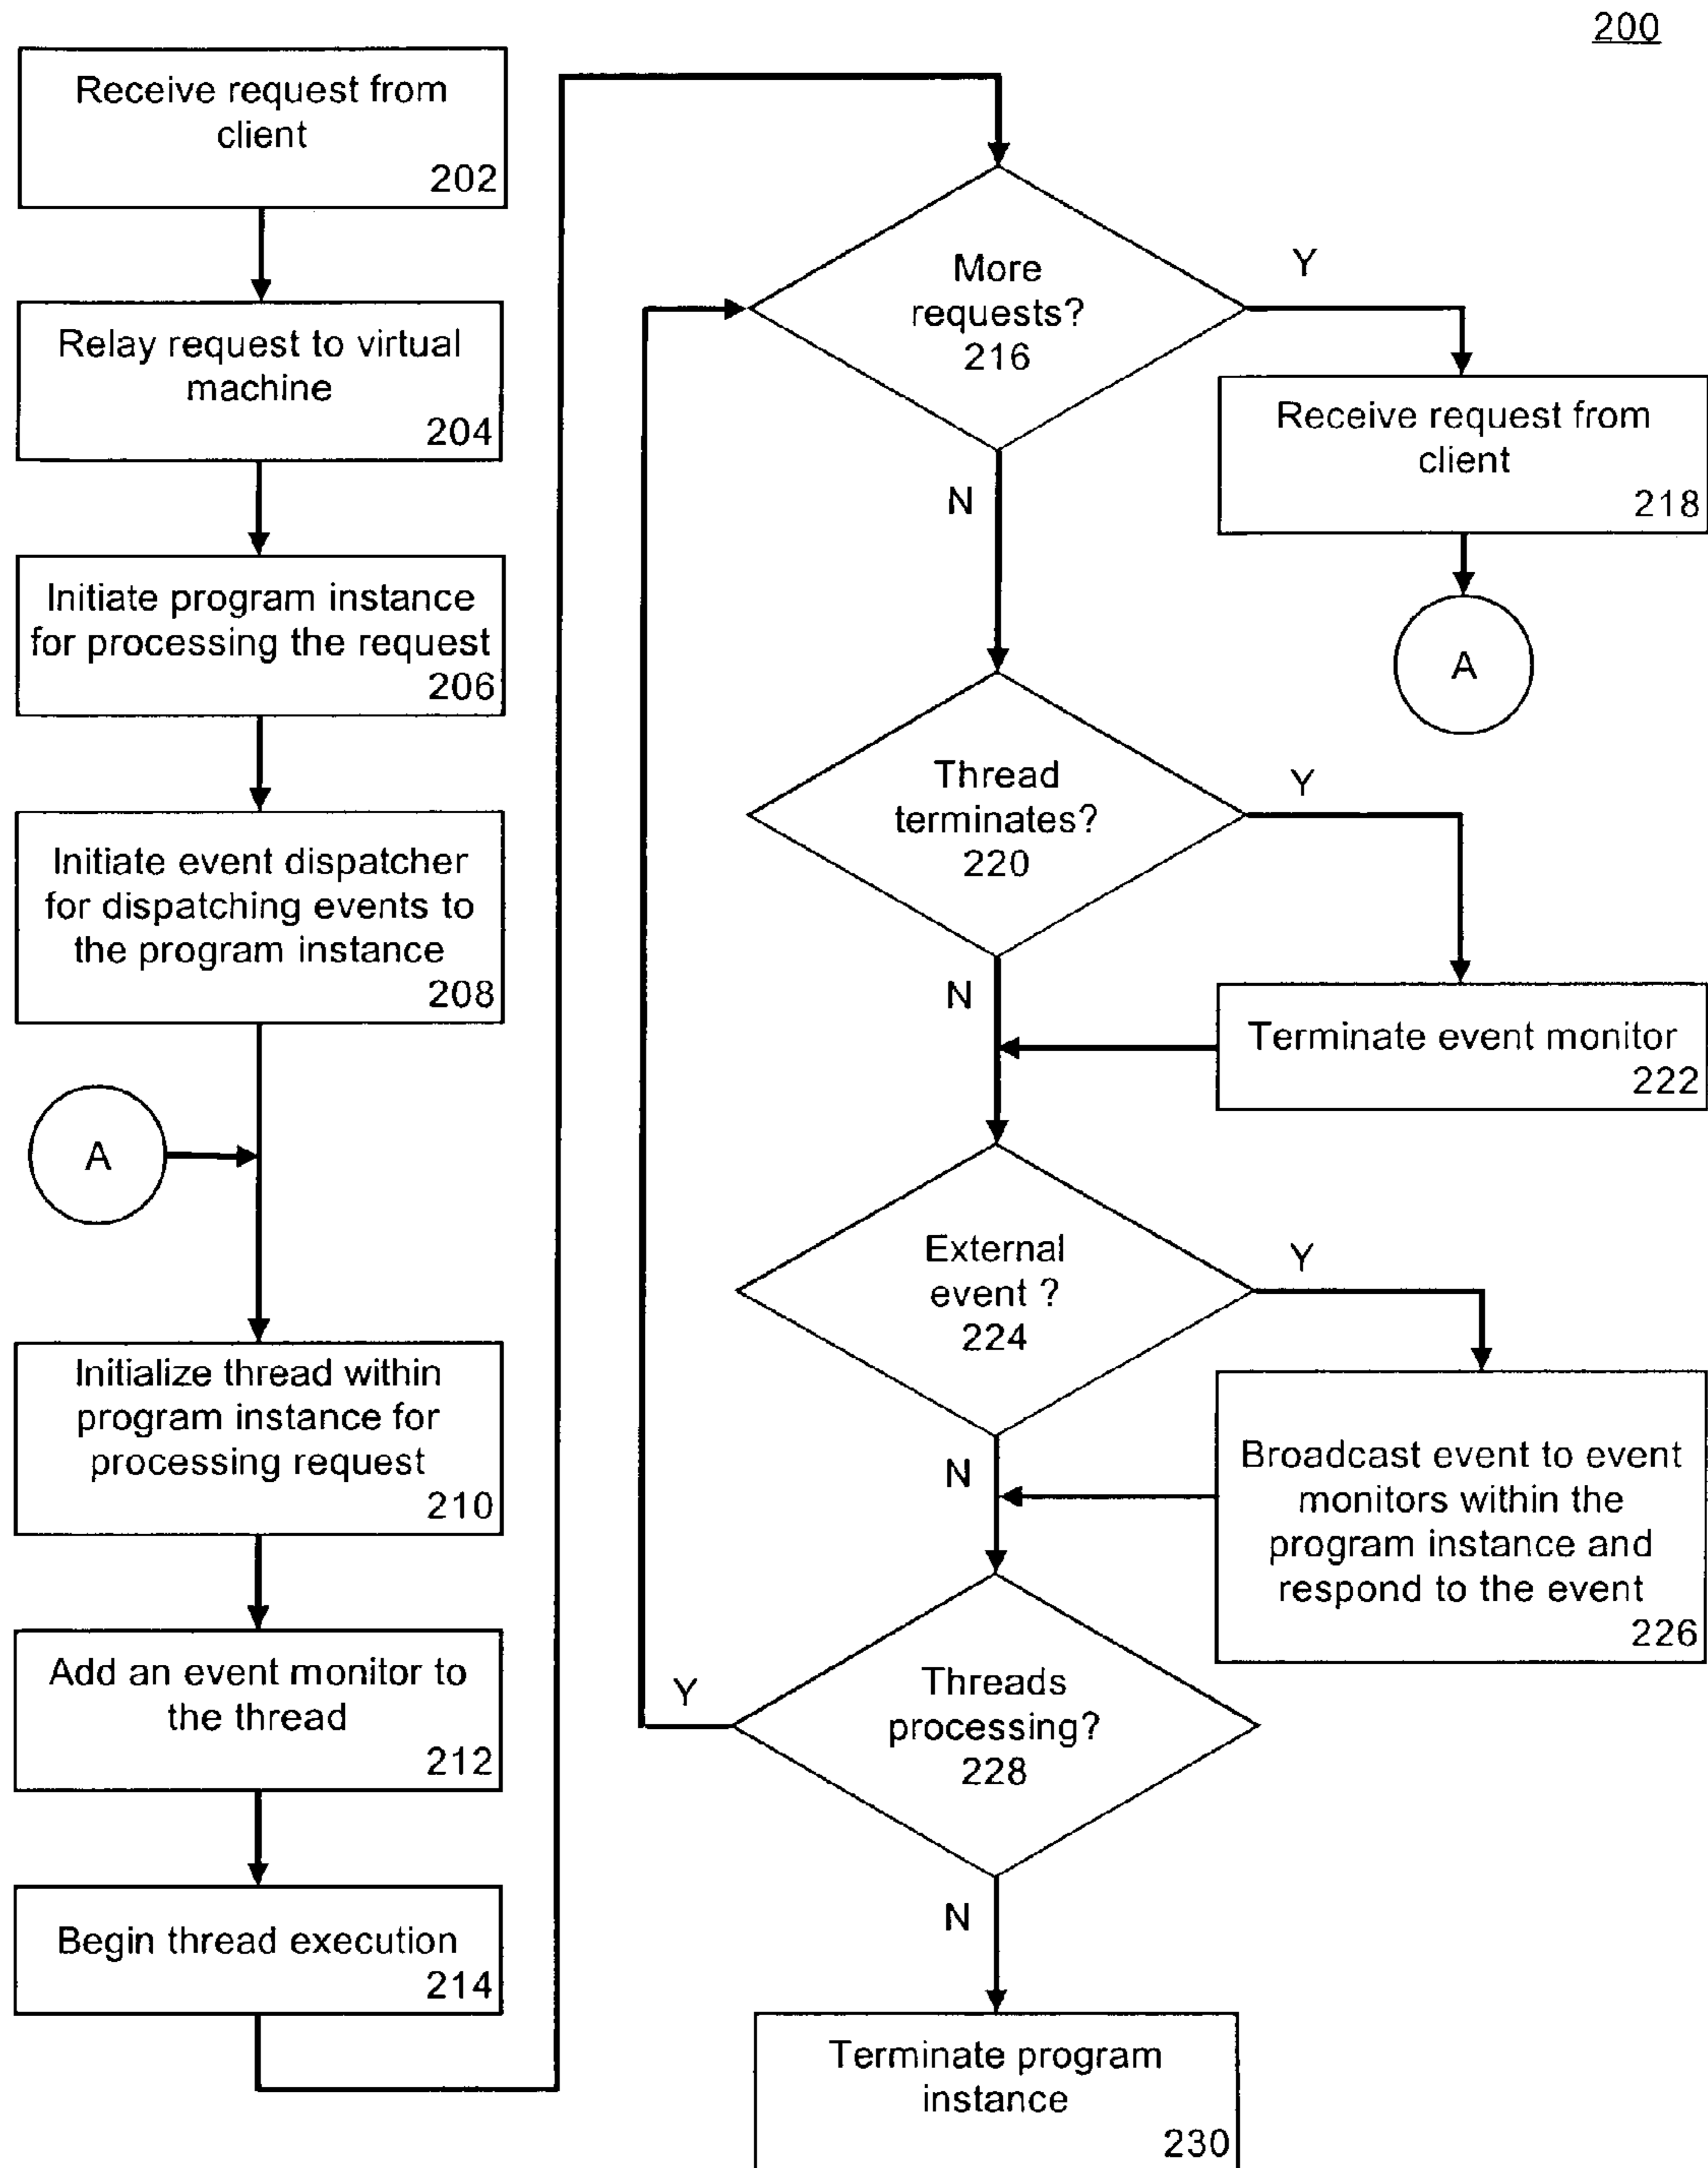 200
Receive request from
client
202
Relay request to virtual
machine
204
Initiate program instance
for processing the request
206
Initiate event dispatcher
for dispatching events to
the program instance
208
A
Initialize thread within
program instance for
processing request
210
Add an event monitor to
the thread
212
Begin thread execution
214
More
requests?
216
Y
N
Receive request from
client
218
A
Thread
terminates?
220
Y
N
Terminate event monitor
222
External
event ?
224
Y
N
Broadcast event to event
monitors within the
program instance and
respond to the event
226
Threads
processing?
228
Y
N
Terminate program
instance
230